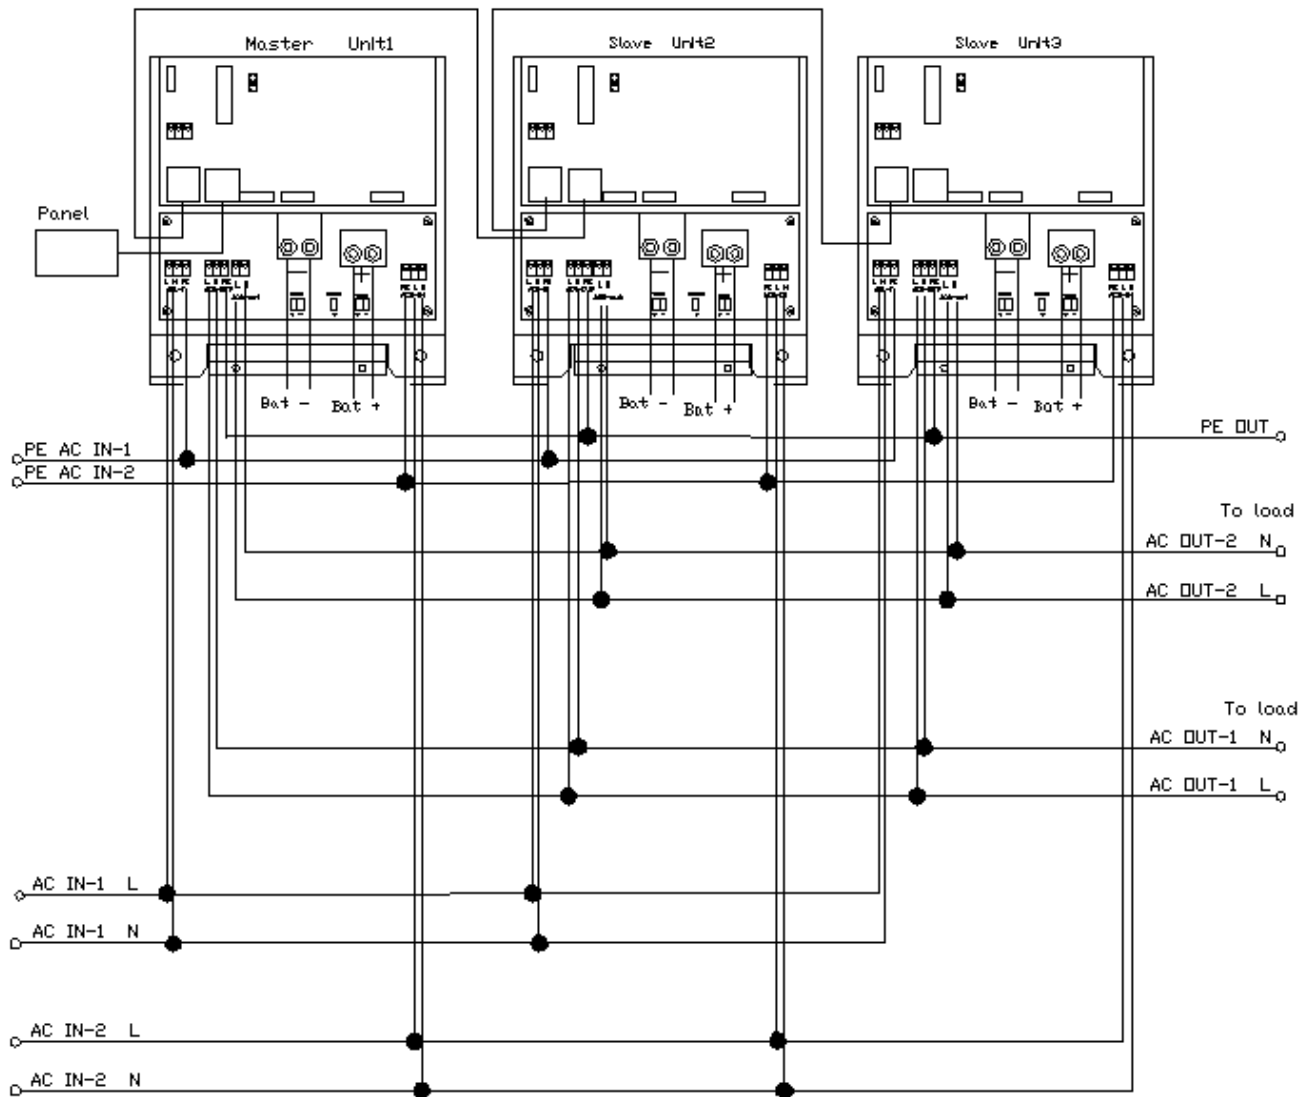 Master Unit1
Slave Unit2
Slave Unit3
Panel
Bat - Bat +
Bat - Bat +
Bat - Bat +
PE OUT
PE AC IN-1
PE AC IN-2
To load
AC OUT-2 N
AC OUT-2 L
To load
AC OUT-1 N
AC OUT-1 L
AC IN-1 L
AC IN-1 N
AC IN-2 L
AC IN-2 N